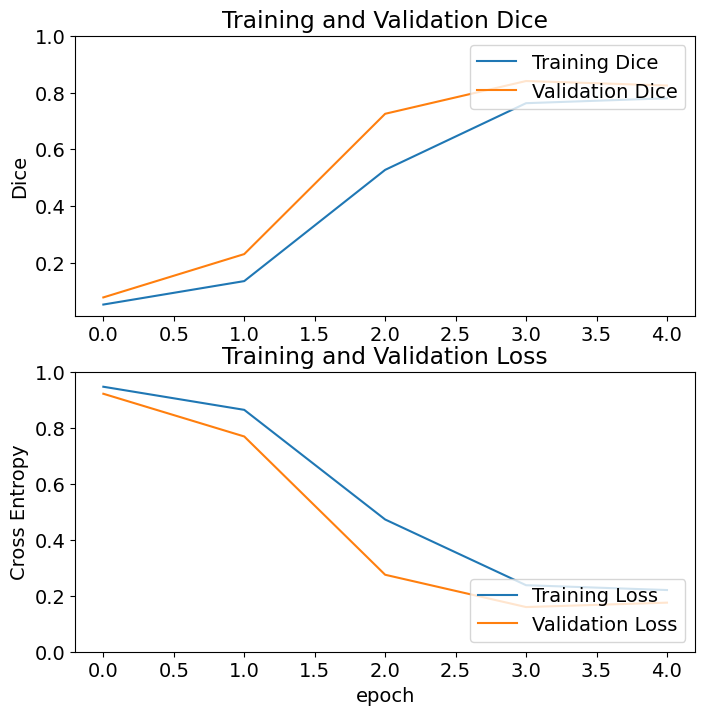 Training and Validation Dice
1.0
0.8
0.6
0.4
0.2
Dice
Training Dice
Validation Dice
0.0 0.5 1.0 1.5 2.0 2.5 3.0 3.5 4.0
Training and Validation Loss
1.0
0.8
0.6
0.4
0.2
0.0
Cross Entropy
Training Loss
Validation Loss
0.0 0.5 1.0 1.5 2.0 2.5 3.0 3.5 4.0
epoch